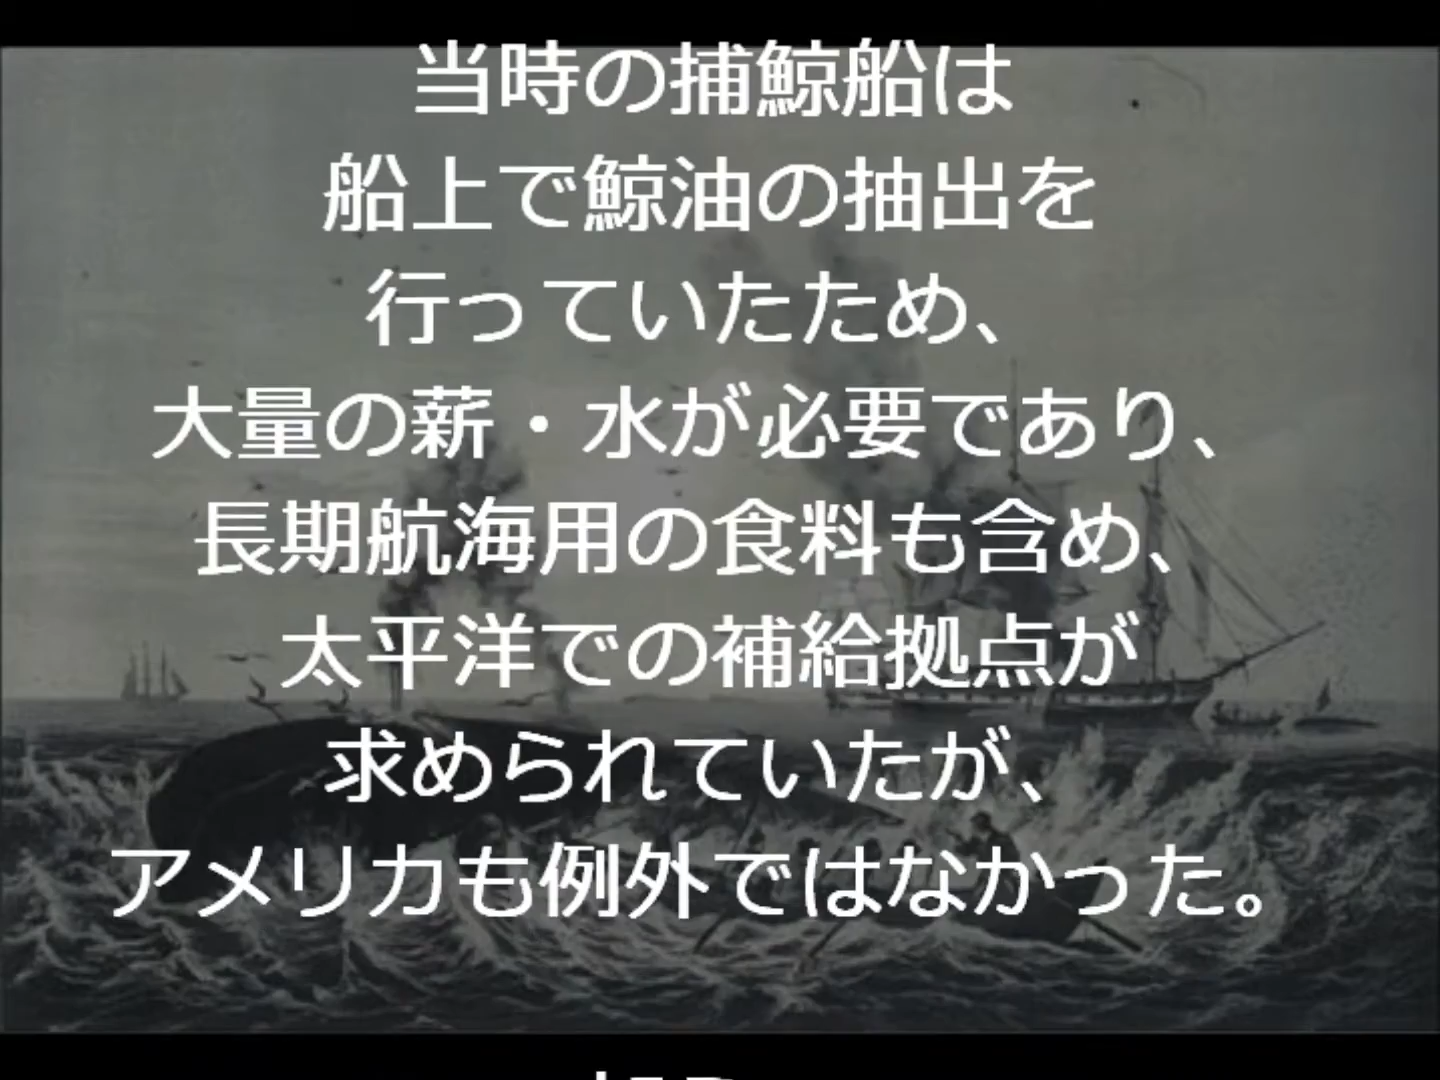 当時の捕鯨船は
船上で鯨油の抽出を
行っていたため、
大量の薪・水が必要であり、
長期航海用の食料も含め、
太平洋での補給拠点が
求められていたが、
アメリカも例外ではなかった。